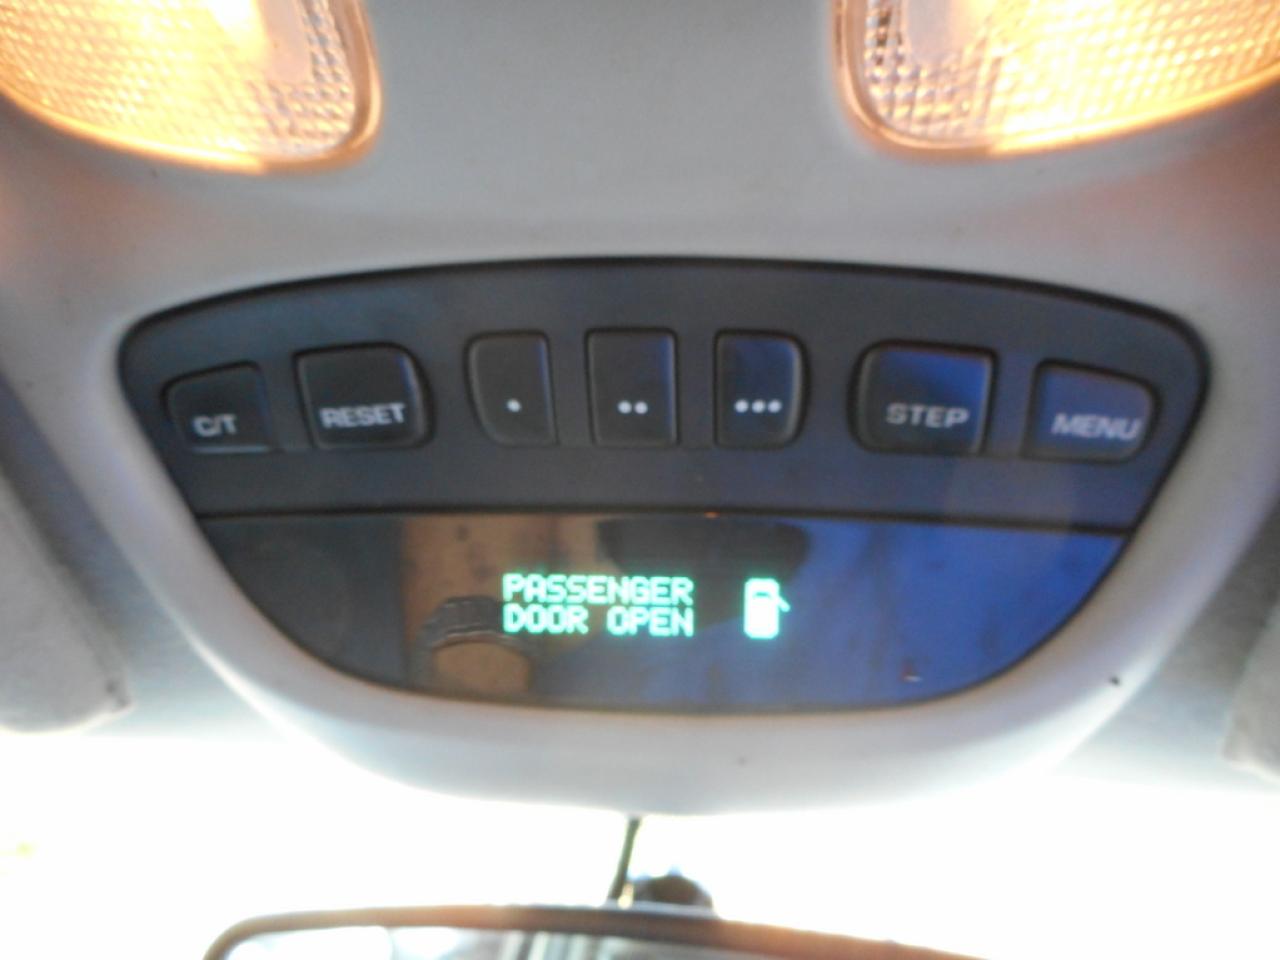 C/T RESET • •• ••• STEP MENU
PASSENGER
DOOR OPEN